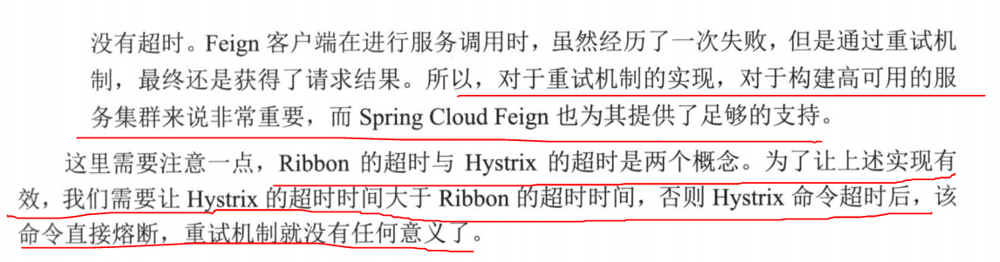 没有超时。Feign 客户端在进行服务调用时，虽然经历了一次失败，但是通过重试机
制，最终还是获得了请求结果。所以，对于重试机制的实现，对于构建高可用的服
务集群来说非常重要，而 Spring Cloud Feign 也为其提供了足够的支持。
这里需要注意一点，Ribbon 的超时与 Hystrix 的超时是两个概念。为了让上述实现有
效，我们需要让 Hystrix 的超时时间大于 Ribbon 的超时时间，否则 Hystrix 命令超时后，该
命令直接熔断，重试机制就没有任何意义了。